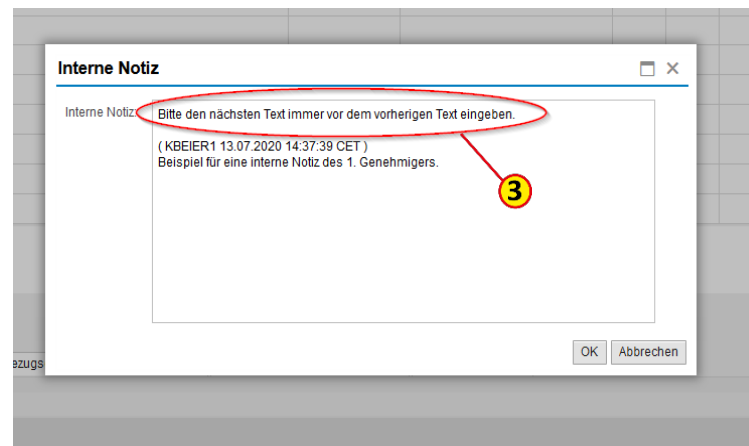 Interne Notiz
Interne Notiz:
Bitte den nächsten Text immer vor dem vorherigen Text eingeben.
( KBEIER1 13.07.2020 14:37:39 CET )
Beispiel für eine interne Notiz des 1. Genehmigers.
3
OK Abbrechen
ezugs